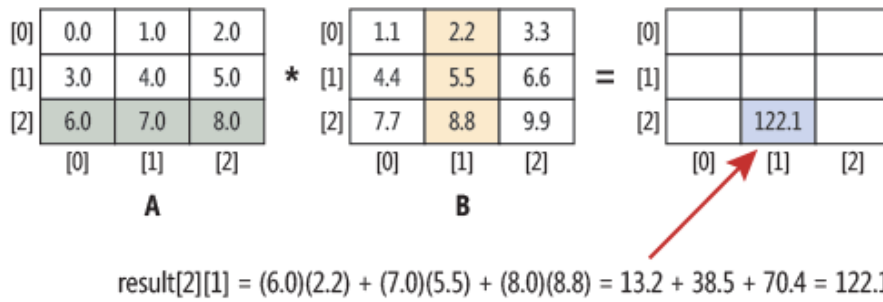 [0] 0.0 1.0 2.0 [0] 1.1 2.2 3.3 [0]
[1] 3.0 4.0 5.0 * [1] 4.4 5.5 6.6 = [1]
[2] 6.0 7.0 8.0 [2] 7.7 8.8 9.9 [2] 122.1
[0] [1] [2] [0] [1] [2] [0] [1] [2]
A B
result[2][1] = (6.0)(2.2) + (7.0)(5.5) + (8.0)(8.8) = 13.2 + 38.5 + 70.4 = 122.1